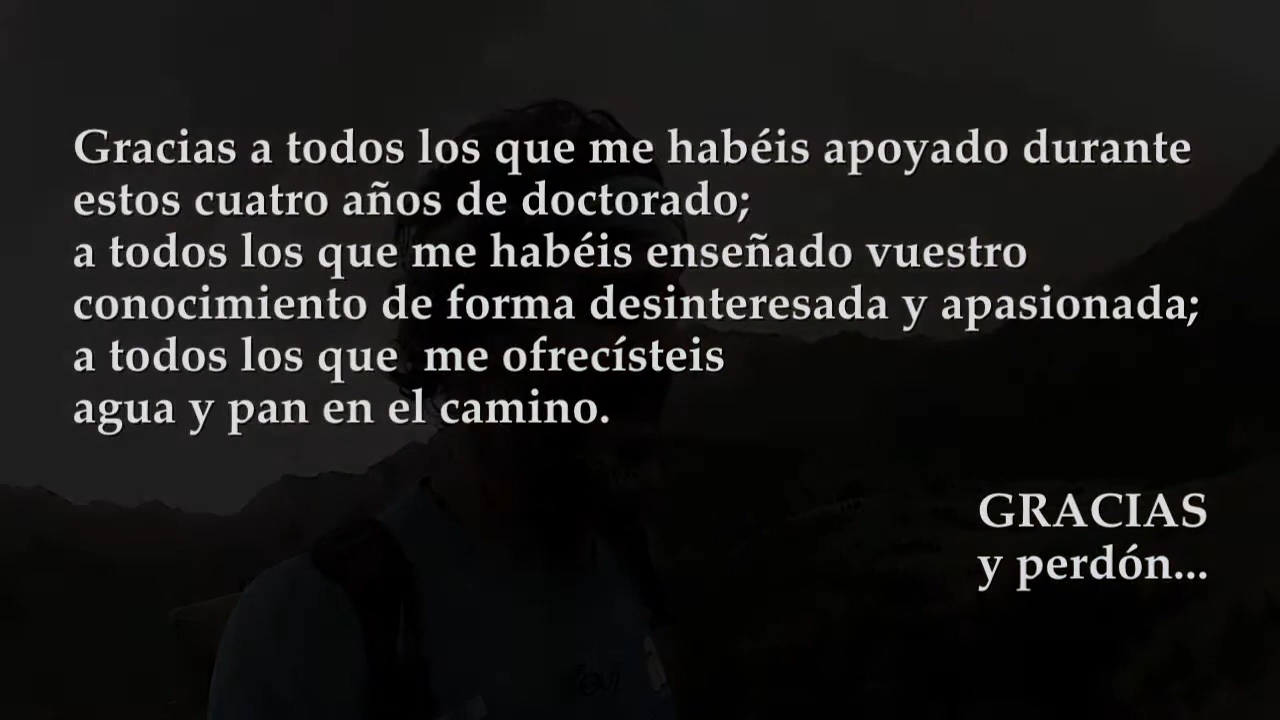 Gracias a todos los que me habéis apoyado durante
estos cuatro años de doctorado;
a todos los que me habéis enseñado vuestro
conocimiento de forma desinteresada y apasionada;
a todos los que  me ofrecísteis
agua y pan en el camino.
GRACIAS
y perdón...